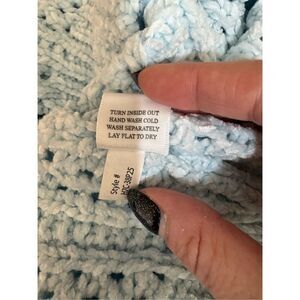 TURN INSIDE OUT
HAND WASH COLD
WASH SEPARATELY
LAY FLAT TO DRY
Style #